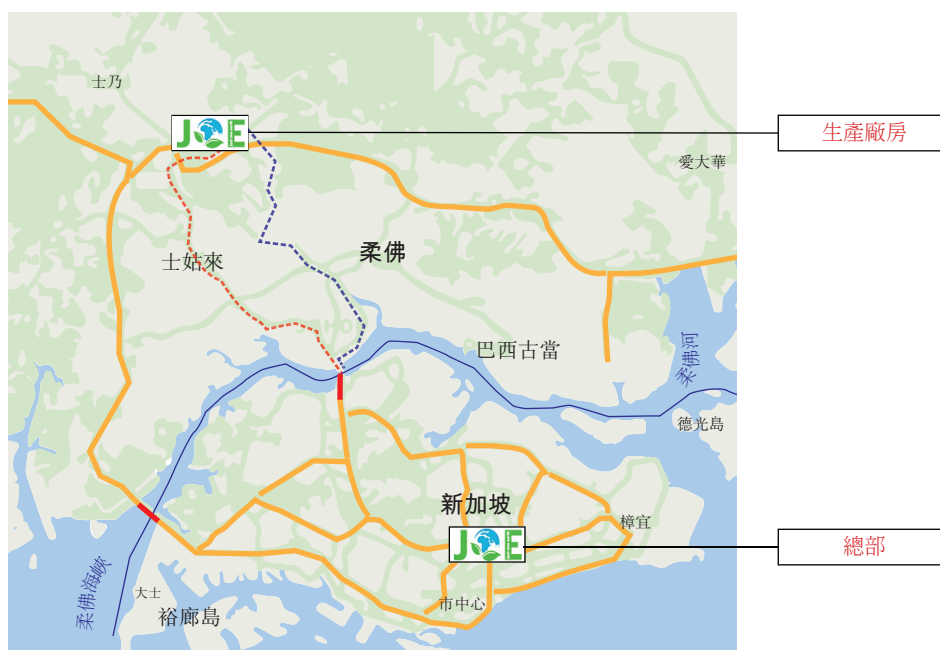 士乃
JOE
生產廠房
愛大華
柔佛
士姑來
巴西古當
柔佛河
德光島
新加坡
樟宜
JOE
總部
柔佛海峽
大士
裕廊島
市中心